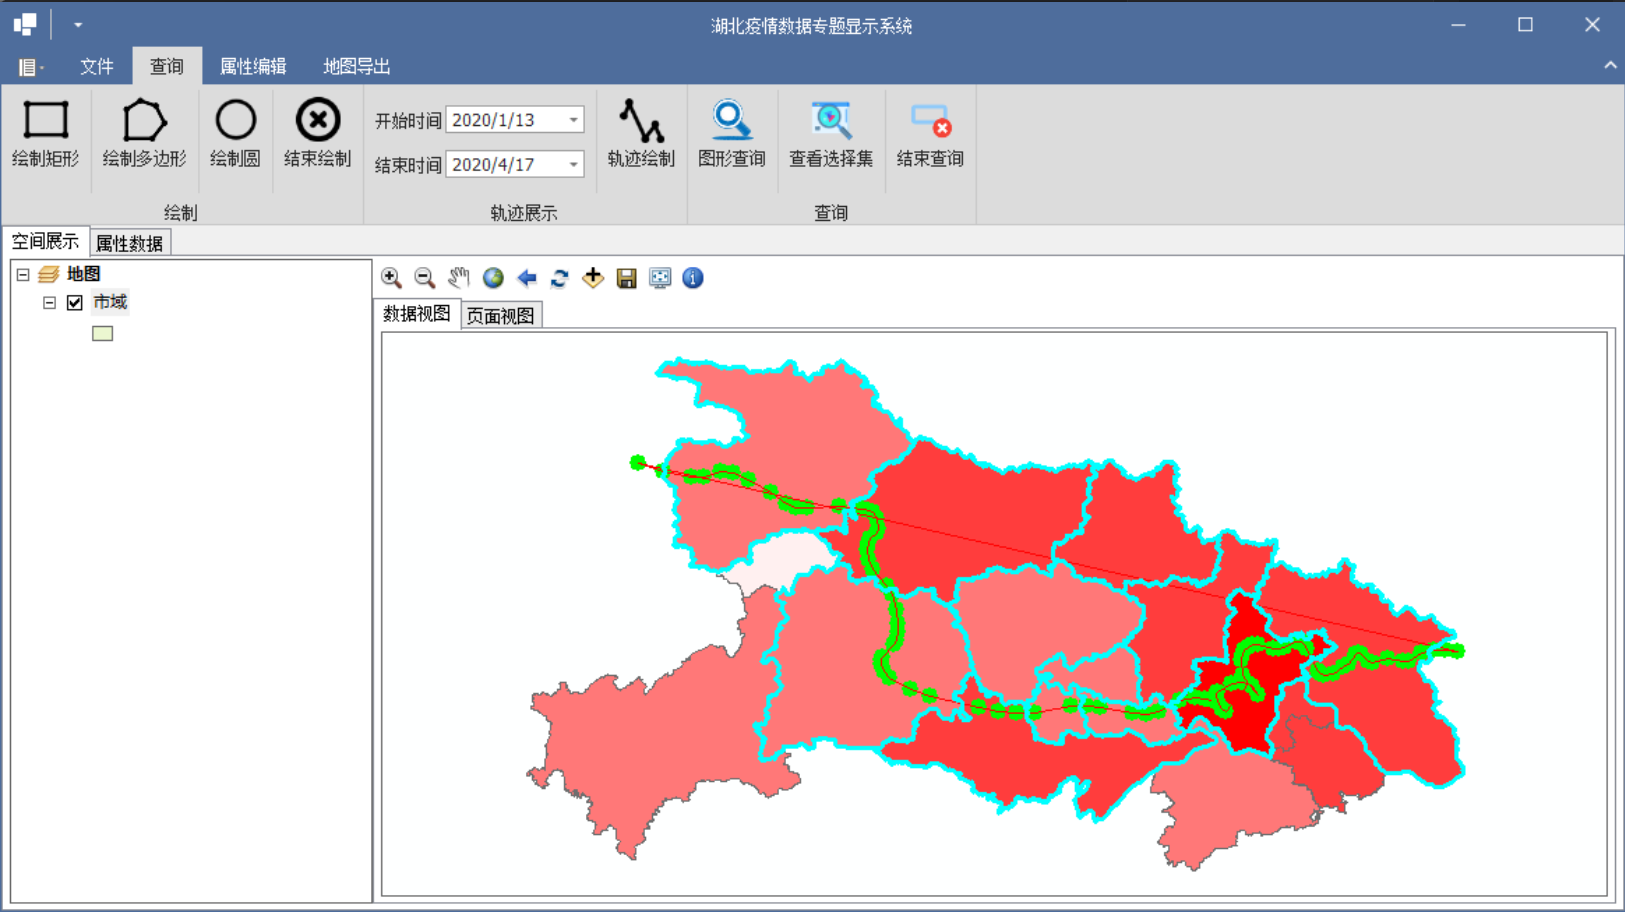 湖北疫情数据专题显示系统
文件 查询 属性编辑 地图导出
开始时间 2020/1/13
结束时间 2020/4/17
绘制矩形 绘制多边形 绘制圆 结束绘制 轨迹绘制 图形查询 查看选择集 结束查询
绘制 轨迹展示 查询
空间展示 属性数据
地图
市域
数据视图 页面视图